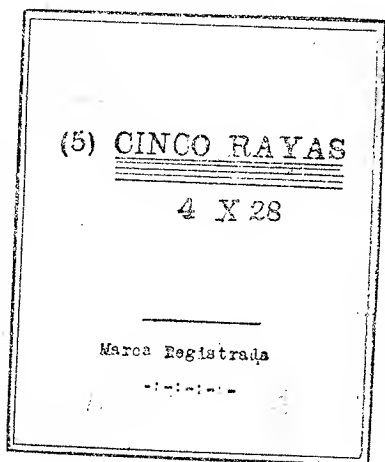 (5) CINCO RAYAS
4 X 28
Marca Registrada
-:-:-:-:-